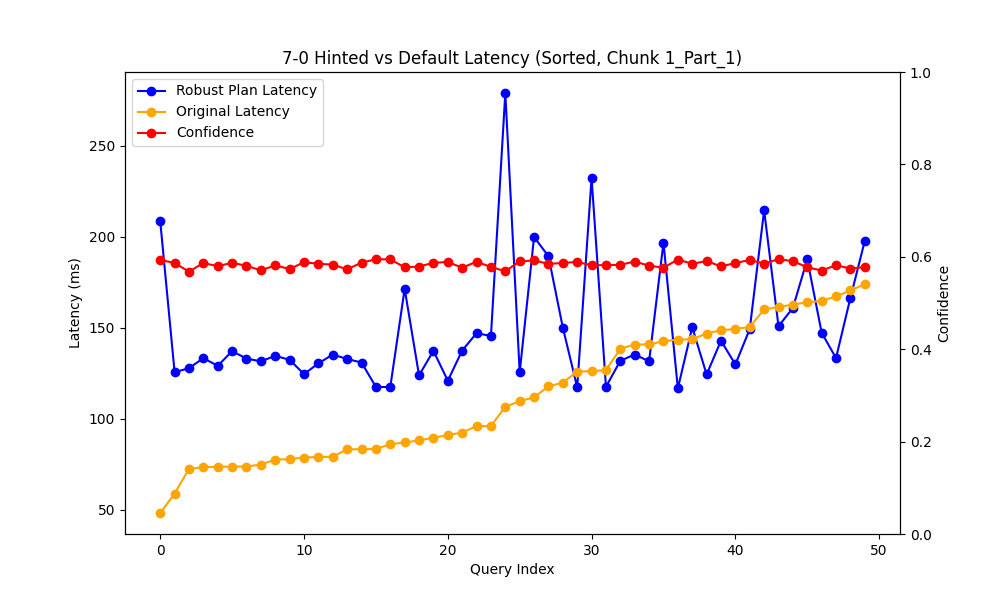 7-0 Hinted vs Default Latency (Sorted, Chunk 1_Part_1)
Robust Plan Latency
Original Latency
Confidence
250
200
150
100
50
Latency (ms)
1.0
0.8
0.6
0.4
0.2
0.0
Confidence
0 10 20 30 40 50
Query Index